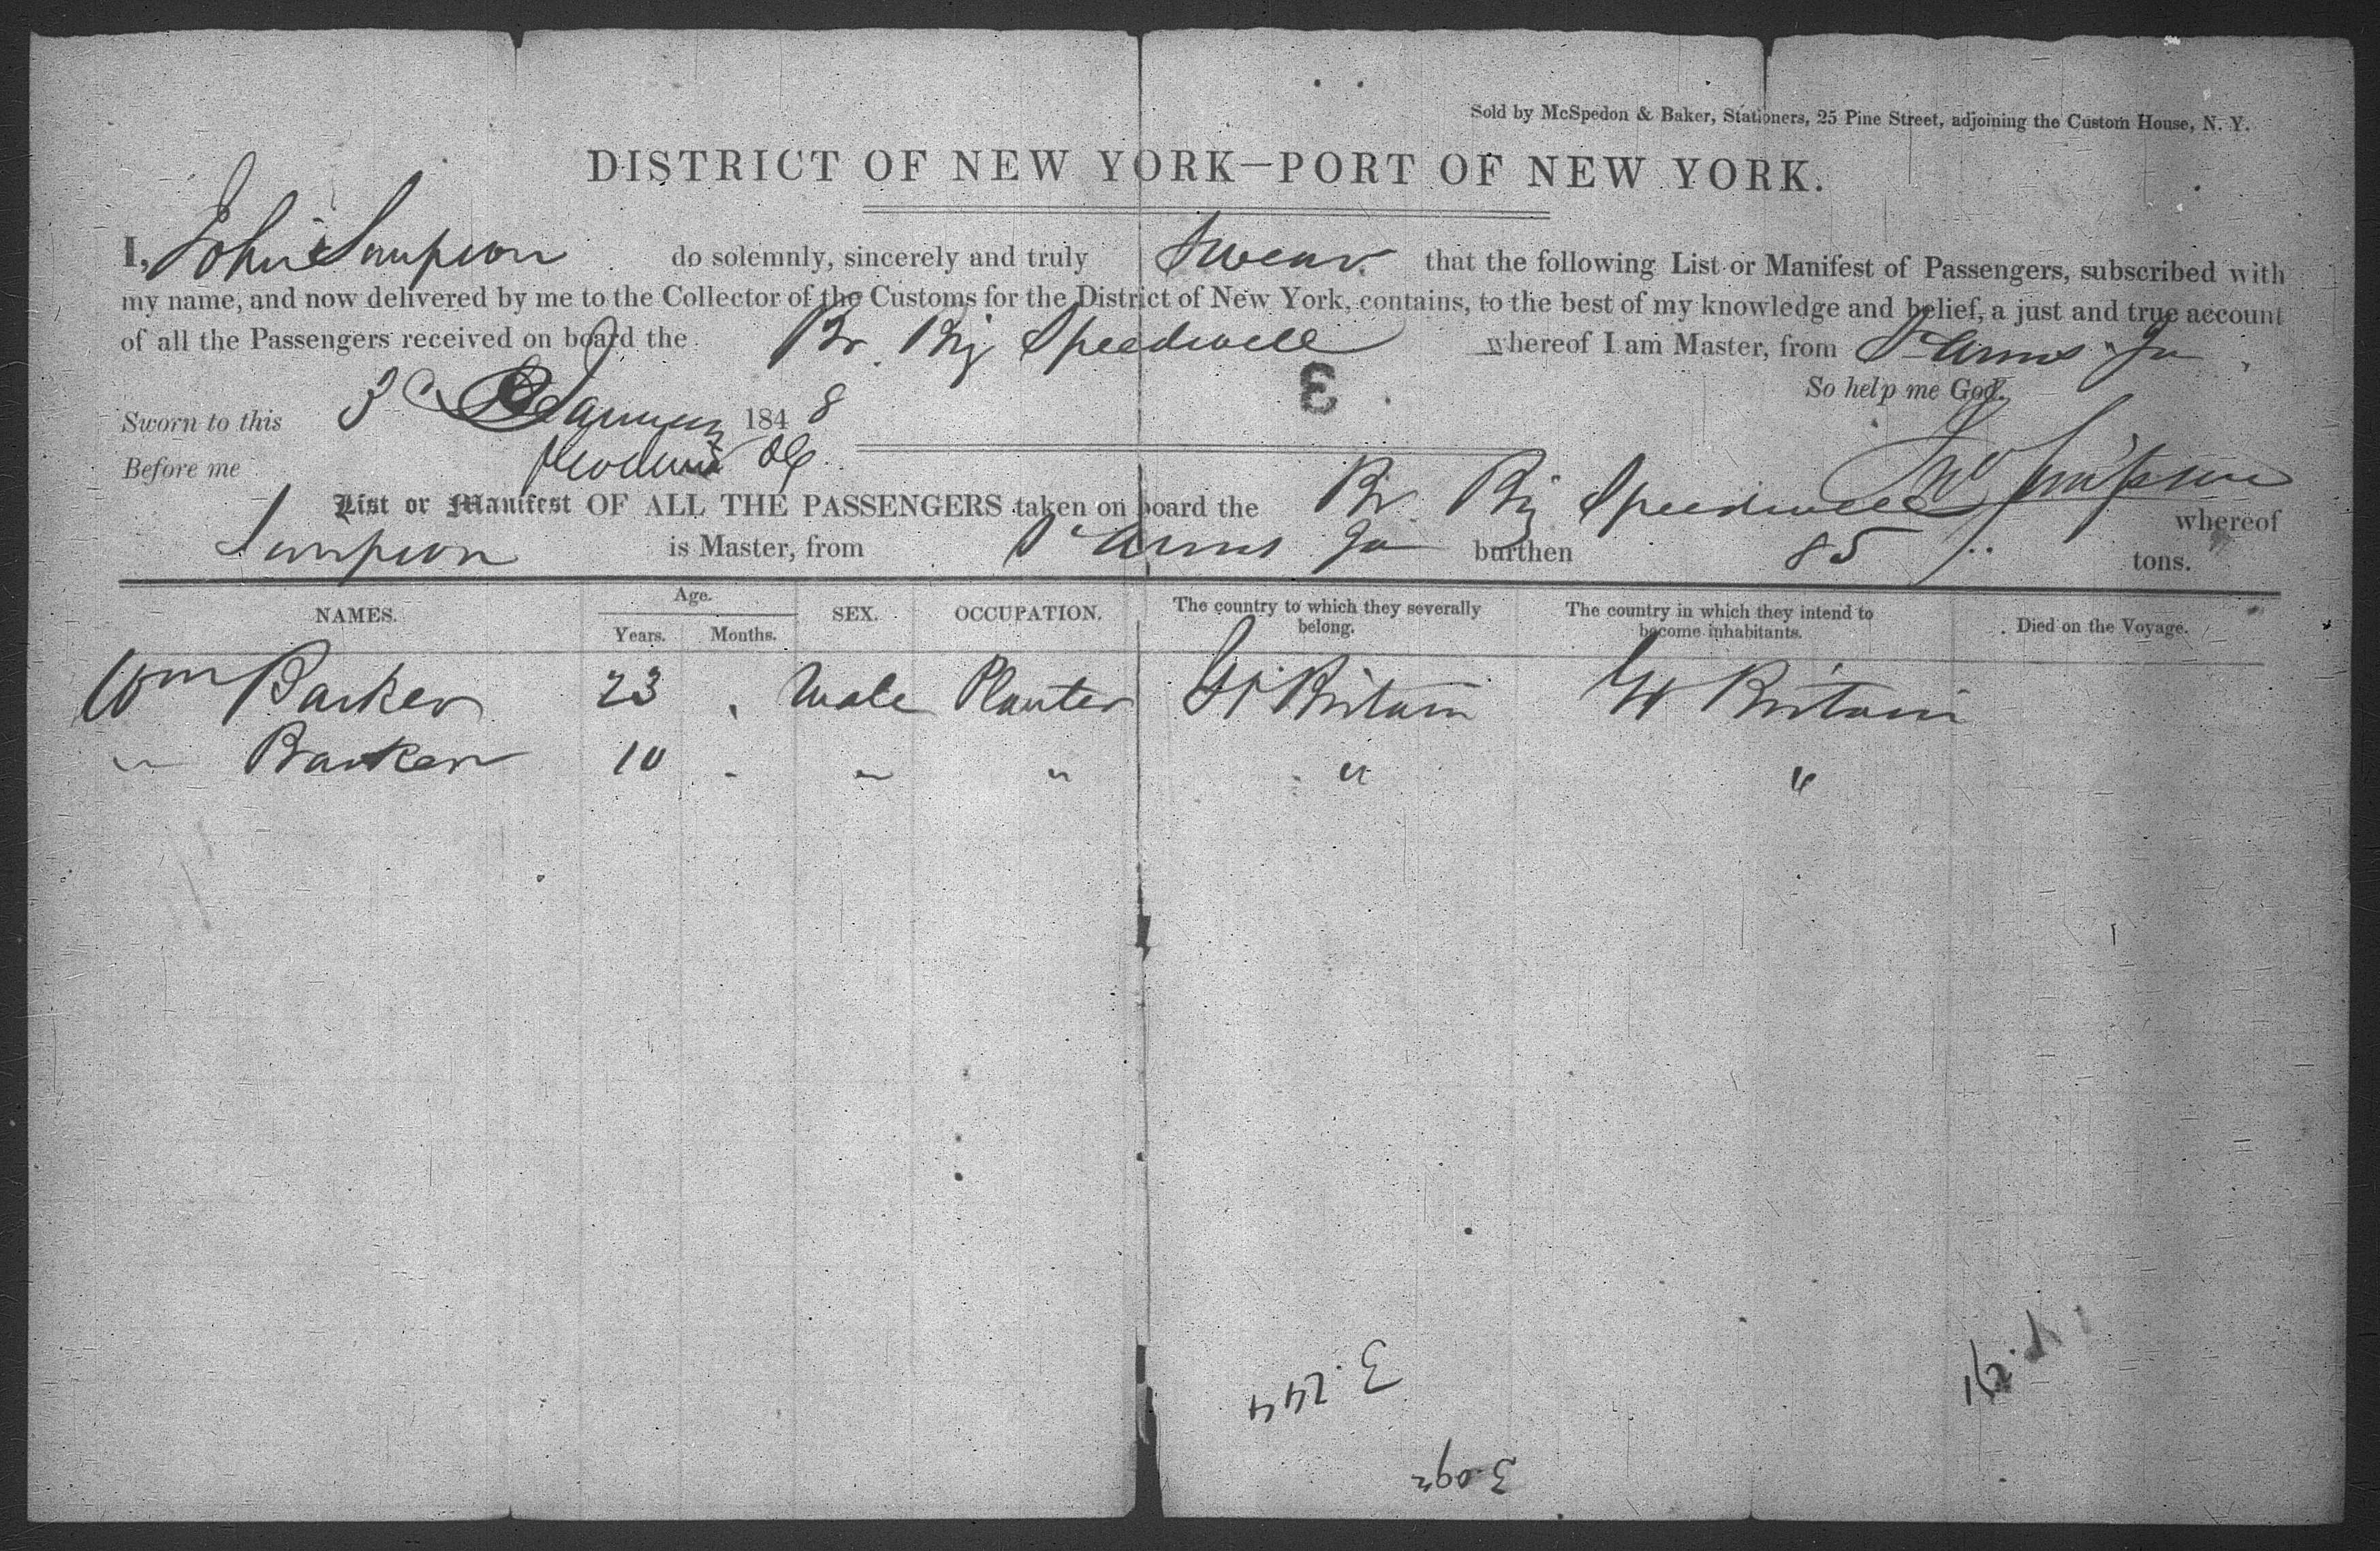 Sold by McSpedon & Baker, Stationers, 25 Pine Street, adjoining the Custom House, N. Y.
DISTRICT OF NEW YORK—PORT OF NEW YORK.
I, John Simpson do solemnly, sincerely and truly swear that the following List or Manifest of Passengers, subscribed with
my name, and now delivered by me to the Collector of the Customs for the District of New York, contains, to the best of my knowledge and belief, a just and true account
of all the Passengers received on board the Br. Brig Speedwell whereof I am Master, from St Anns Ja
So help me God.
3
Sworn to this 3 January 1848
Before me
Jno Simpson
List or Manifest OF ALL THE PASSENGERS taken on board the Br. Brig Speedwell whereof
Simpson is Master, from St Anns Ja burthen 85 tons.
NAMES. Age. Years. Months. SEX. OCCUPATION. The country to which they severally belong. The country in which they intend to become inhabitants. Died on the Voyage.
Wm Barker 23 Male Planter Gt Britain Gt Britain
" Barker 10 - " " " "
3.244